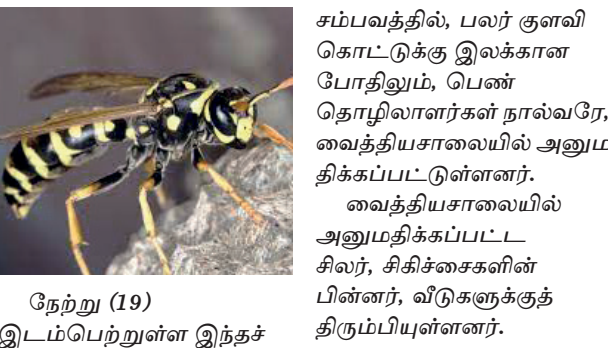 நேற்று (19)
இடம்பெற்றுள்ள இந்தச்
சம்பவத்தில், பலர் குளவி
கொட்டுக்கு இலக்கான
போதிலும், பெண்
தொழிலாளர்கள் நால்வரே,
வைத்தியசாலையில் அனும
திக்கப்பட்டுள்ளனர்.
வைத்தியசாலையில்
அனுமதிக்கப்பட்ட
சிலர், சிகிச்சைகளின்
பின்னர், வீடுகளுக்குத்
திரும்பியுள்ளனர்.